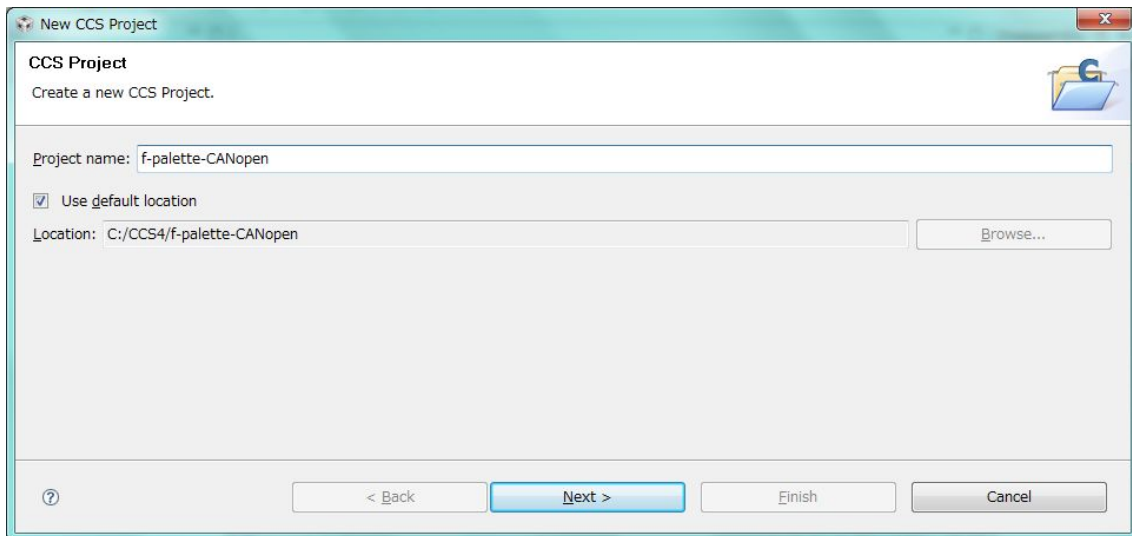 New CCS Project
CCS Project
Create a new CCS Project.
Project name: f-palette-CANopen
Use default location
Location: C:/CCS4/f-palette-CANopen Browse...
< Back Next > Finish Cancel